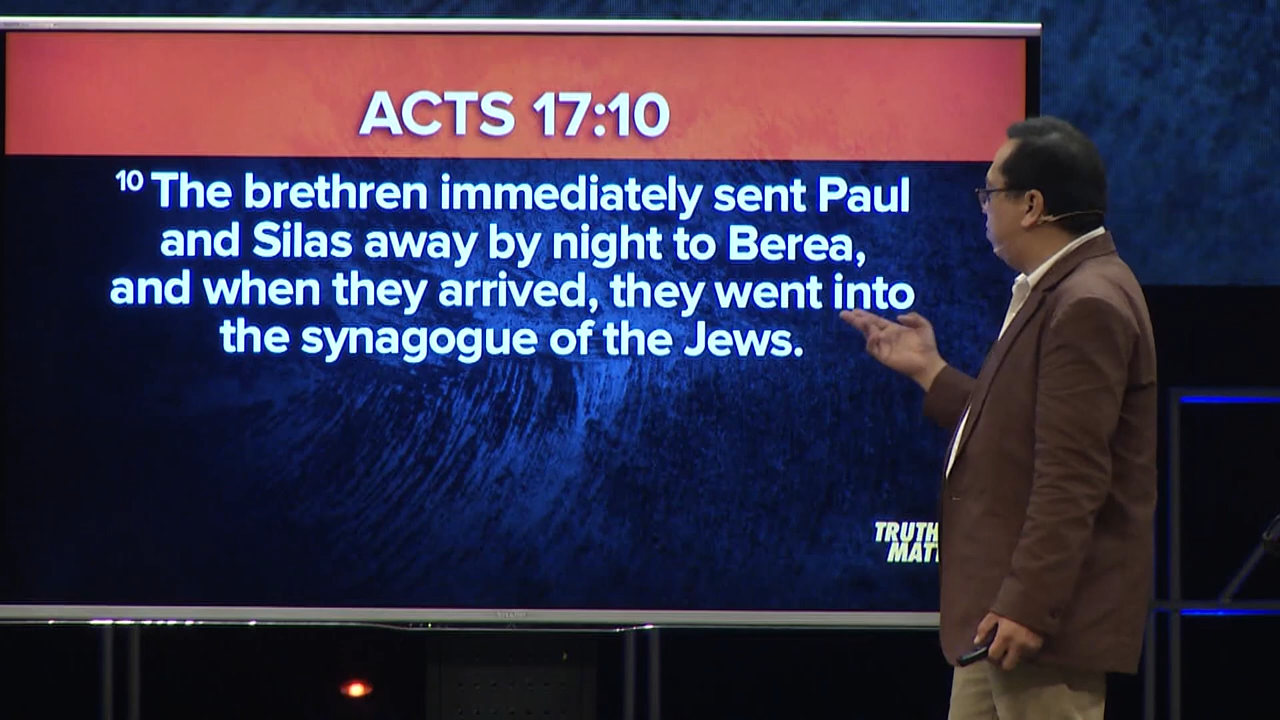 ACTS 17:10
10 The brethren immediately sent Paul
and Silas away by night to Berea,
and when they arrived, they went into
the synagogue of the Jews.
TRUTH